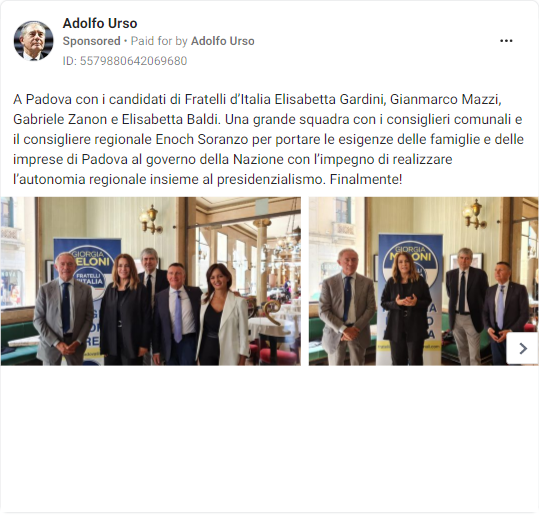 Adolfo Urso
Sponsored • Paid for by Adolfo Urso
ID: 5579880642069680
A Padova con i candidati di Fratelli d'Italia Elisabetta Gardini, Gianmarco Mazzi,
Gabriele Zanon e Elisabetta Baldi. Una grande squadra con i consiglieri comunali e
il consigliere regionale Enoch Soranzo per portare le esigenze delle famiglie e delle
imprese di Padova al governo della Nazione con l'impegno di realizzare
l'autonomia regionale insieme al presidenzialismo. Finalmente!
GIORGIA
MELONI
FRATELLI
d'ITALIA
GIORGIA
MELONI